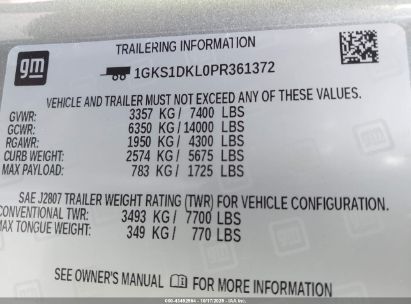 gm
TRAILERING INFORMATION
1GKS1DKL0PR361372
VEHICLE AND TRAILER MUST NOT EXCEED ANY OF THESE VALUES.
GVWR: 3357 KG / 7400 LBS
GCWR: 6350 KG / 14000 LBS
RGAWR: 1950 KG / 4300 LBS
CURB WEIGHT: 2574 KG / 5675 LBS
MAX PAYLOAD: 783 KG / 1725 LBS
SAE J2807 TRAILER WEIGHT RATING (TWR) FOR VEHICLE CONFIGURATION.
CONVENTIONAL TWR: 3493 KG / 7700 LBS
MAX TONGUE WEIGHT: 349 KG / 770 LBS
SEE OWNER'S MANUAL FOR MORE INFORMATION